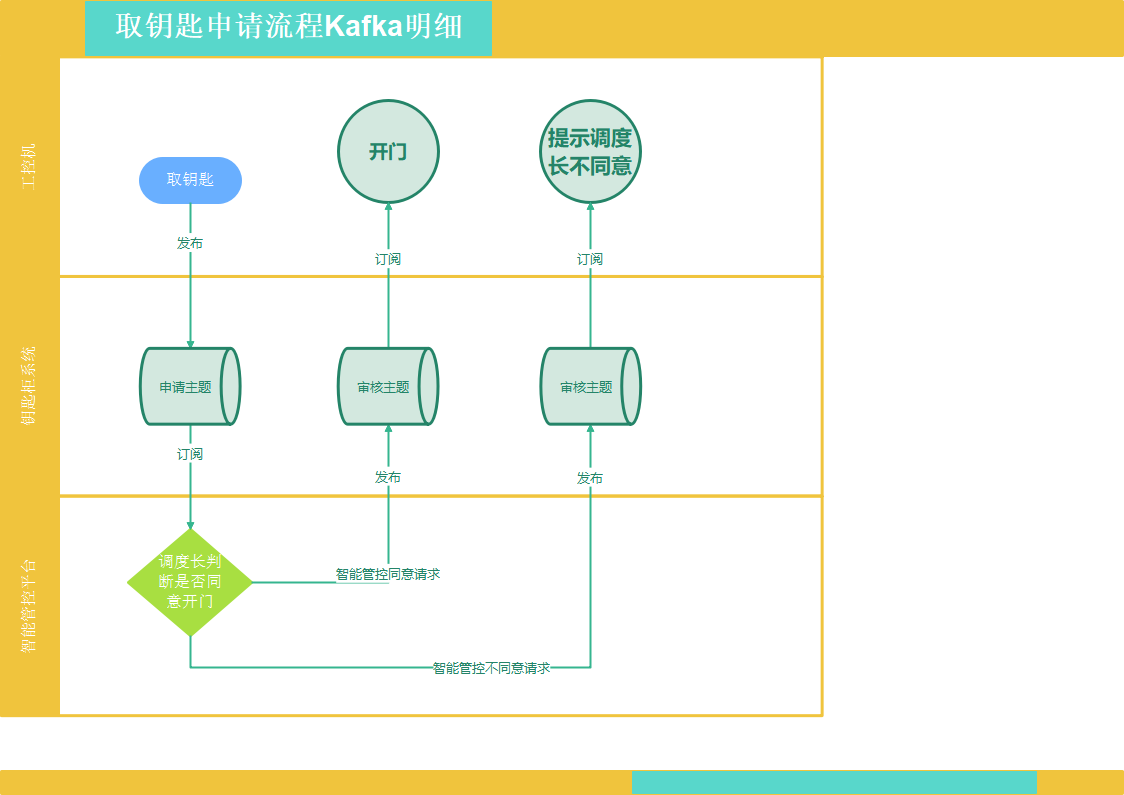 取钥匙申请流程Kafka明细
工控机
取钥匙
开门
提示调度
长不同意
发布
订阅
订阅
钥匙柜系统
申请主题
审核主题
审核主题
订阅
发布
发布
智能管控平台
调度长判
断是否同
意开门
智能管控同意请求
智能管控不同意请求